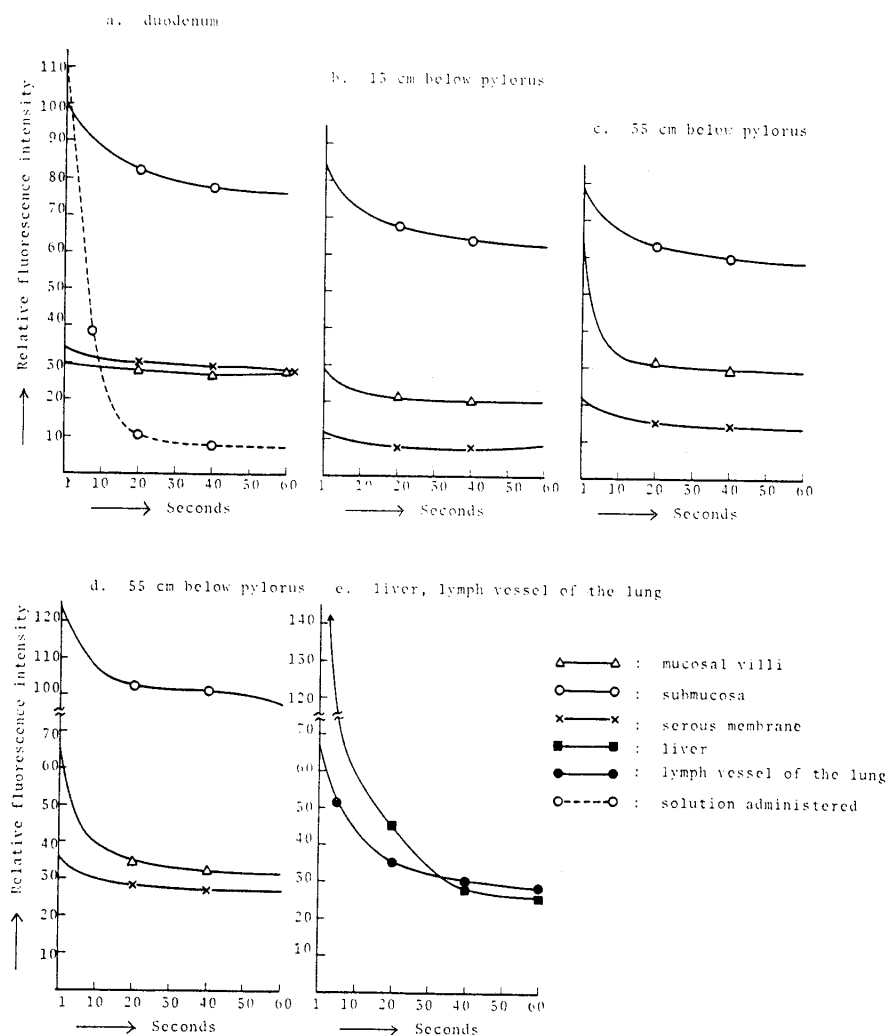 a. duodenum
110
100
90
80
70
60
50
40
30
20
10
Relative fluorescence intensity
10 20 30 40 50 60
Seconds
b. 15 cm below pylorus
1 20 30 40 50 60
Seconds
c. 35 cm below pylorus
1 10 20 30 40 50 60
Seconds
d. 55 cm below pylorus
120
110
100
70
60
50
40
30
20
10
Relative fluorescence intensity
1 10 20 30 40 50 60
Seconds
e. liver, lymph vessel of the lung
140
130
120
70
60
50
40
30
20
10
1 10 20 30 40 50 60
Seconds
: mucosal villi
: submucosa
: serous membrane
: liver
: lymph vessel of the lung
: solution administered